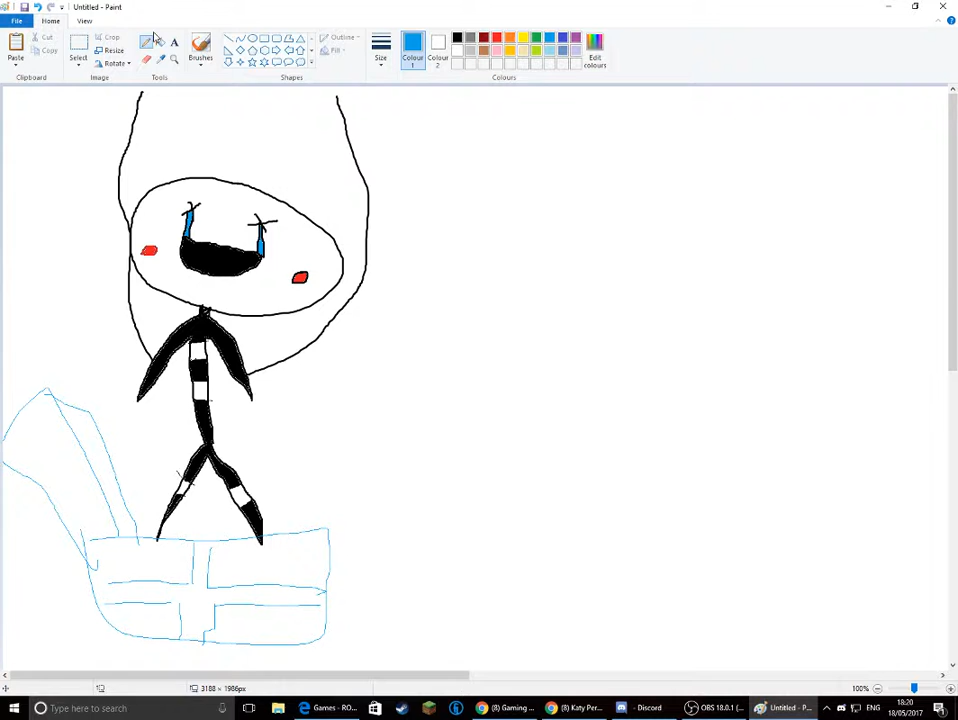 Untitled - Paint
File Home View
Cut
Copy
Paste
Clipboard
Crop
Resize
Rotate
Select
Image
A
Tools
Brushes
Outline
Fill
Shapes
Size
Colour 1
Colour 2
Edit colours
Colours
3188 × 1986px
100%
Type here to search
Games - RO...
(8) Gaming ...
(8) Katy Per...
- Discord
OBS 18.0.1 (...
Untitled - P...
ENG
18:20
18/05/2017
1